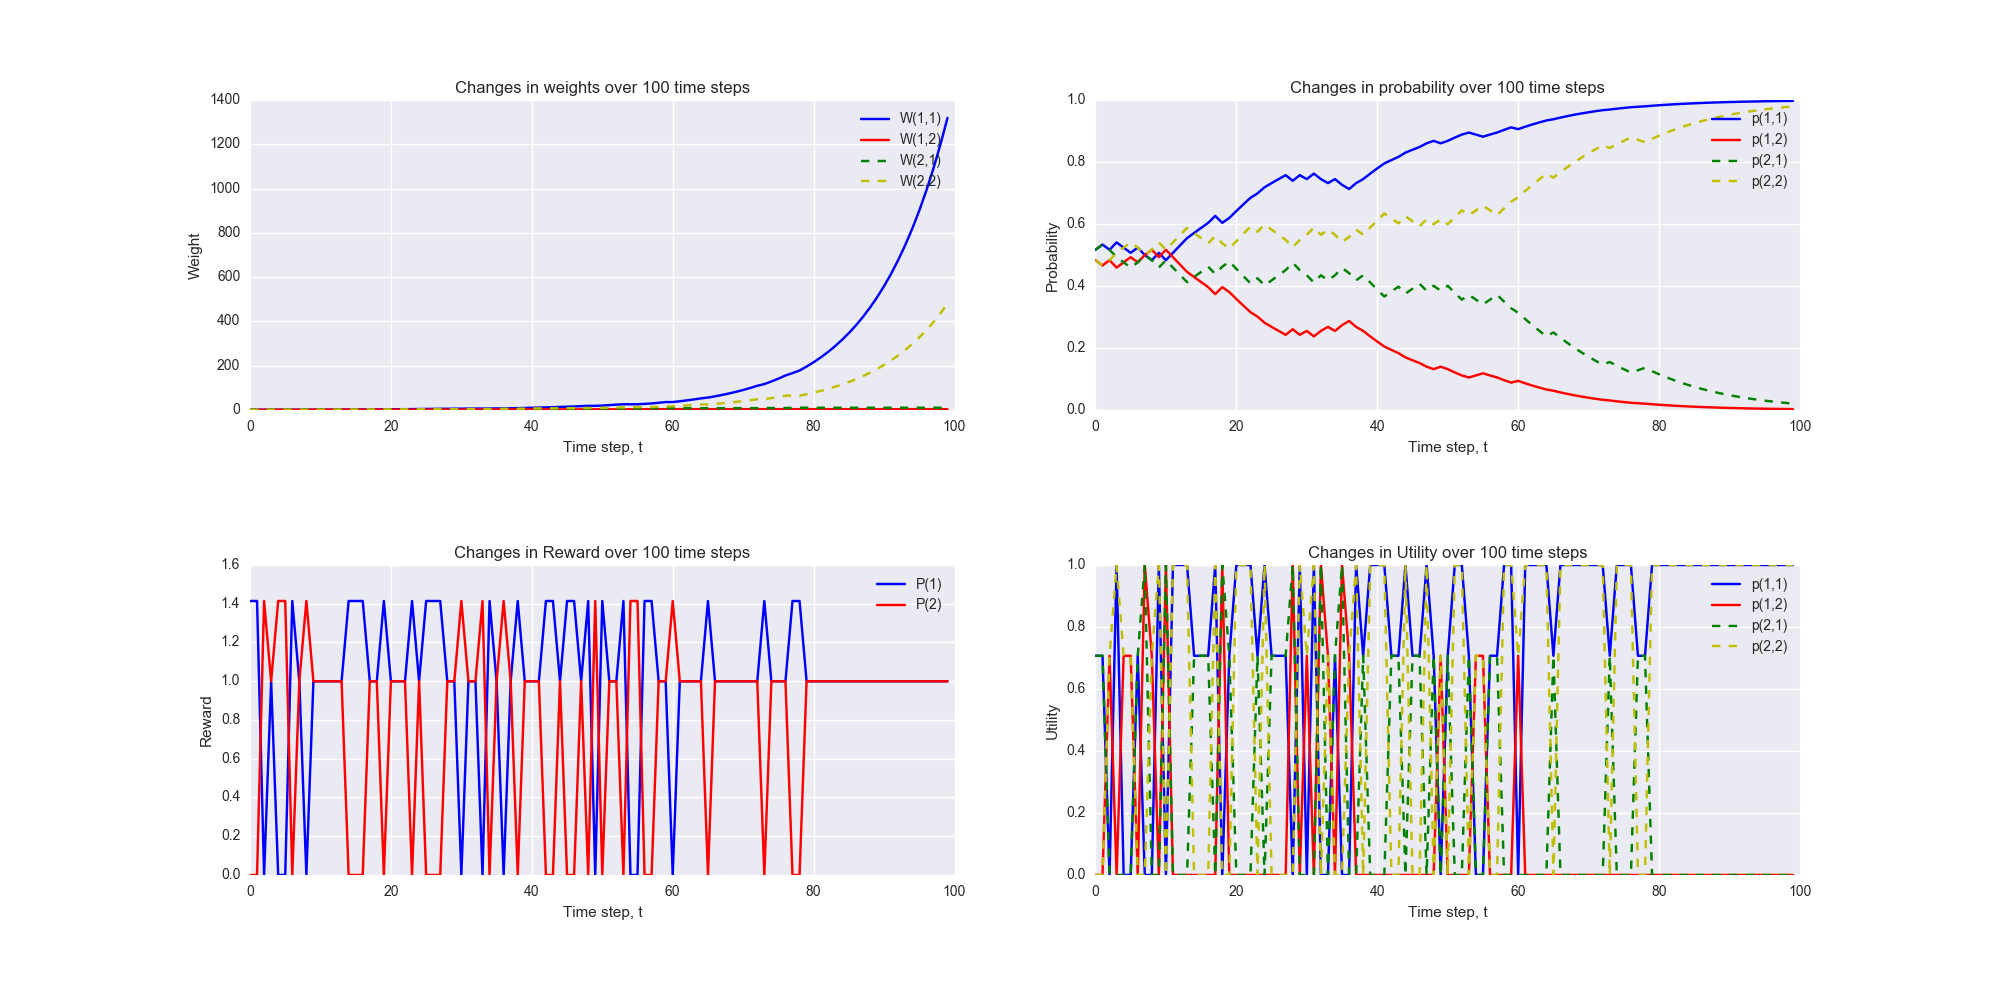 Changes in weights over 100 time steps
1400
1200
1000
800
600
400
200
0
Weight
0 20 40 60 80 100
Time step, t
W(1,1)
W(1,2)
W(2,1)
W(2,2)
Changes in probability over 100 time steps
1.0
0.8
0.6
0.4
0.2
0.0
Probability
0 20 40 60 80 100
Time step, t
p(1,1)
p(1,2)
p(2,1)
p(2,2)
Changes in Reward over 100 time steps
1.6
1.4
1.2
1.0
0.8
0.6
0.4
0.2
0.0
Reward
0 20 40 60 80 100
Time step, t
P(1)
P(2)
Changes in Utility over 100 time steps
1.0
0.8
0.6
0.4
0.2
0.0
Utility
0 20 40 60 80 100
Time step, t
p(1,1)
p(1,2)
p(2,1)
p(2,2)